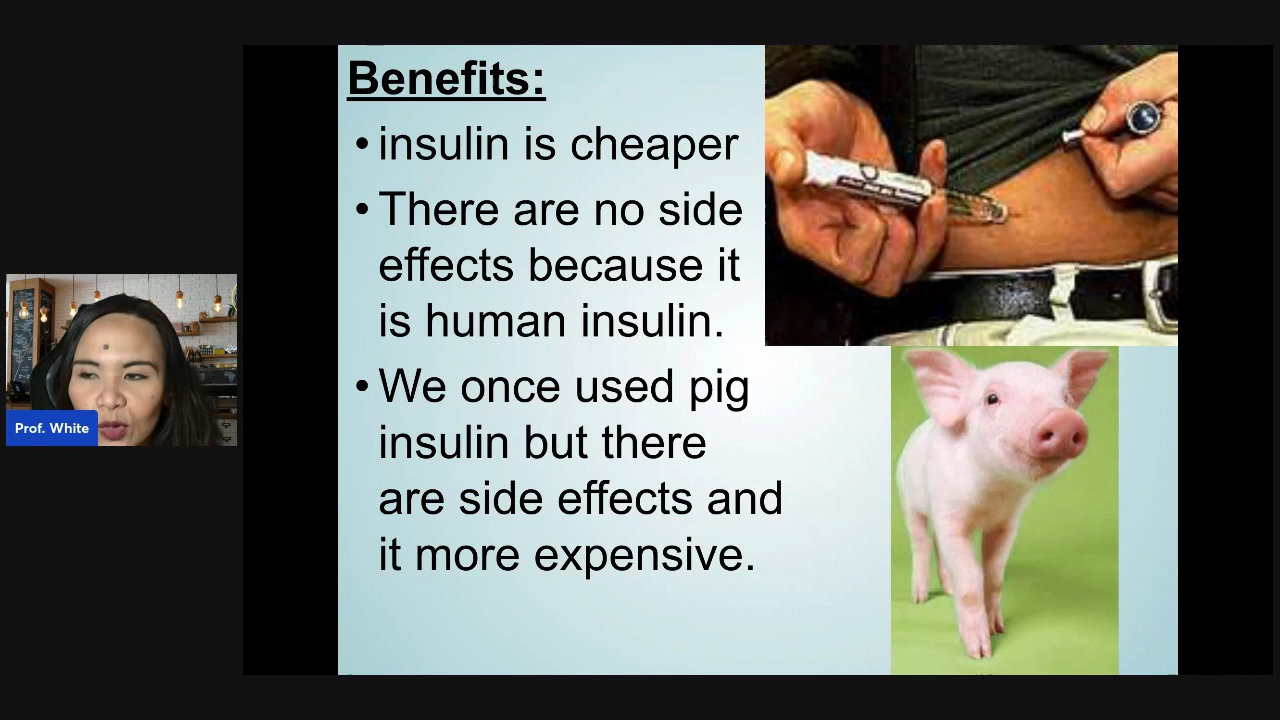 Benefits:
• insulin is cheaper
• There are no side
effects because it
is human insulin.
• We once used pig
insulin but there
are side effects and
it more expensive.
Prof. White